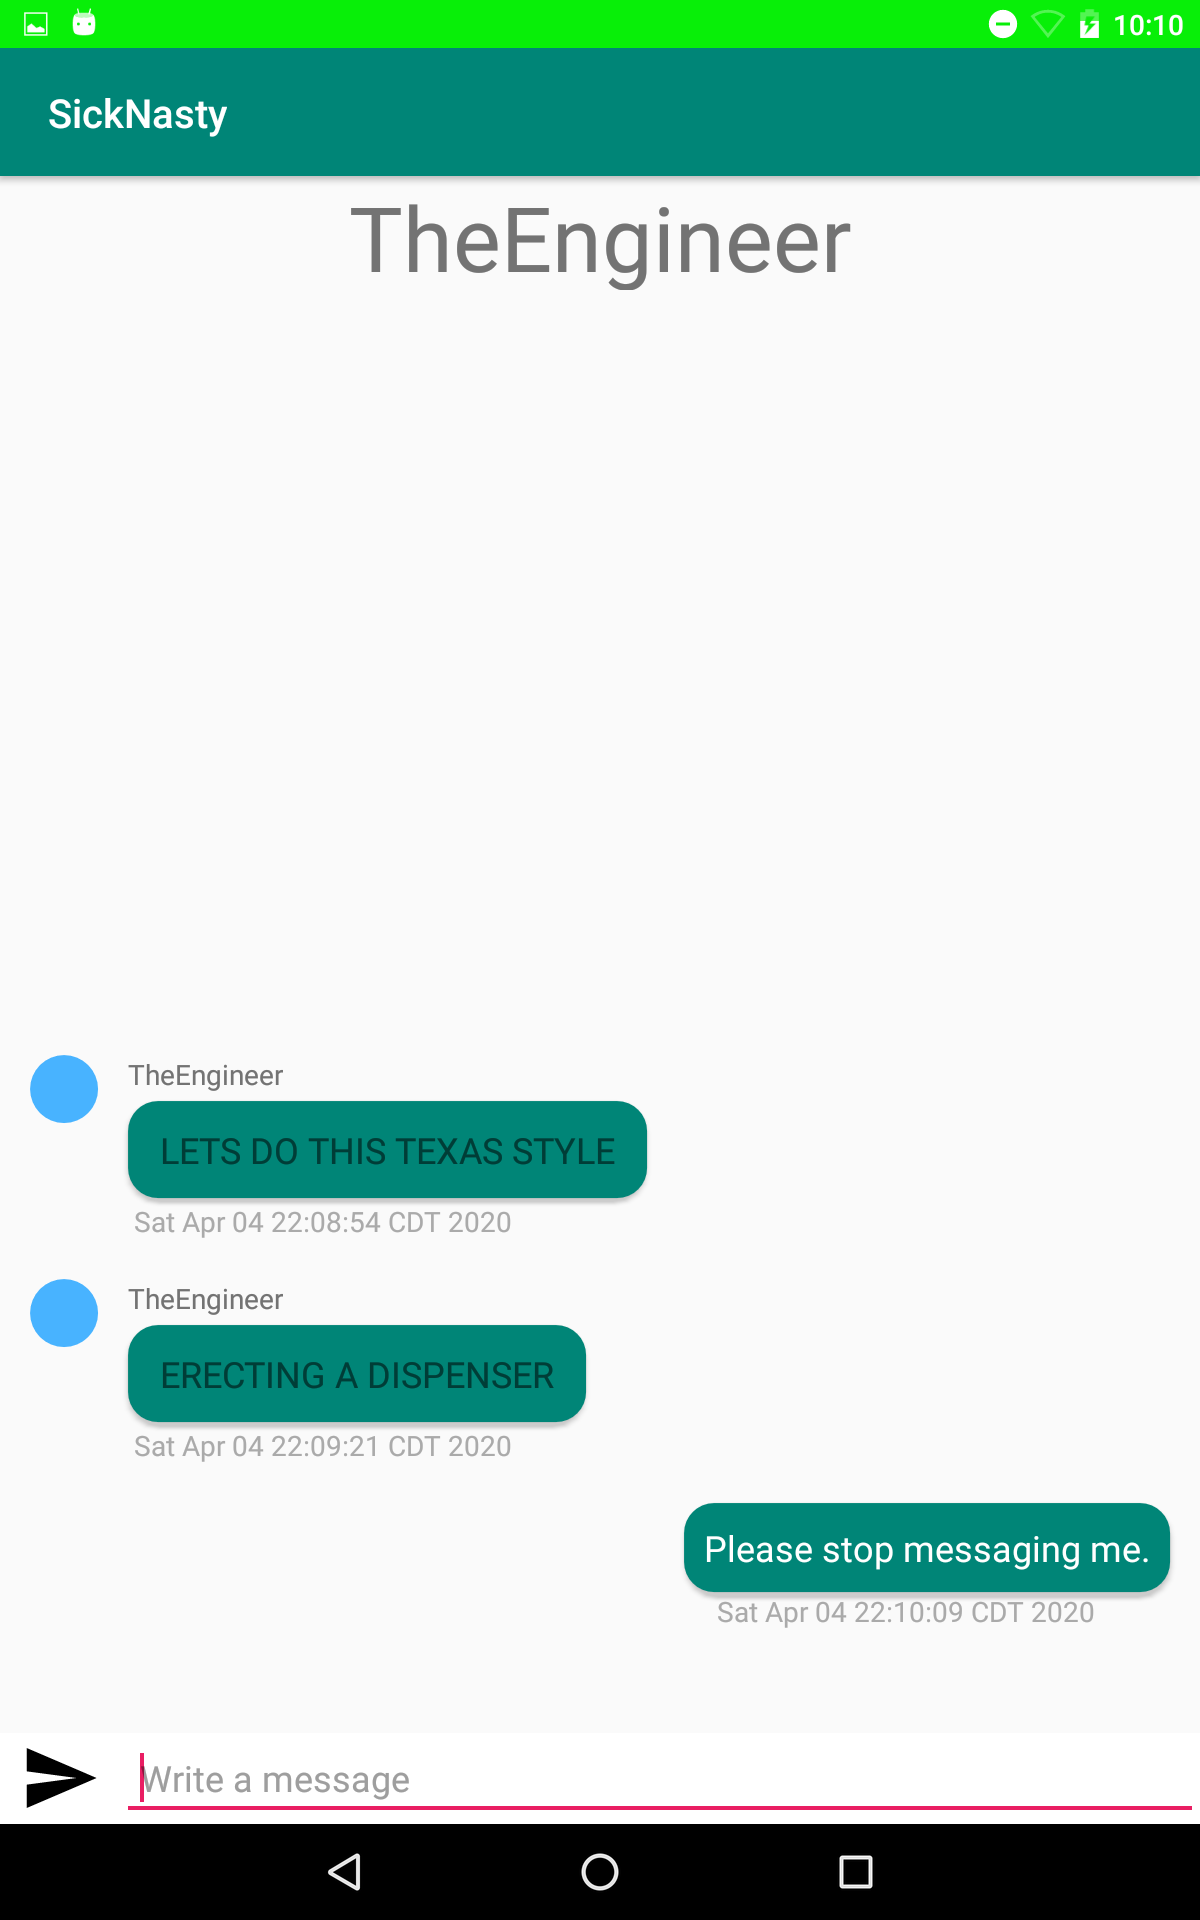 10:10
SickNasty
TheEngineer
TheEngineer
LETS DO THIS TEXAS STYLE
Sat Apr 04 22:08:54 CDT 2020
TheEngineer
ERECTING A DISPENSER
Sat Apr 04 22:09:21 CDT 2020
Please stop messaging me.
Sat Apr 04 22:10:09 CDT 2020
Write a message